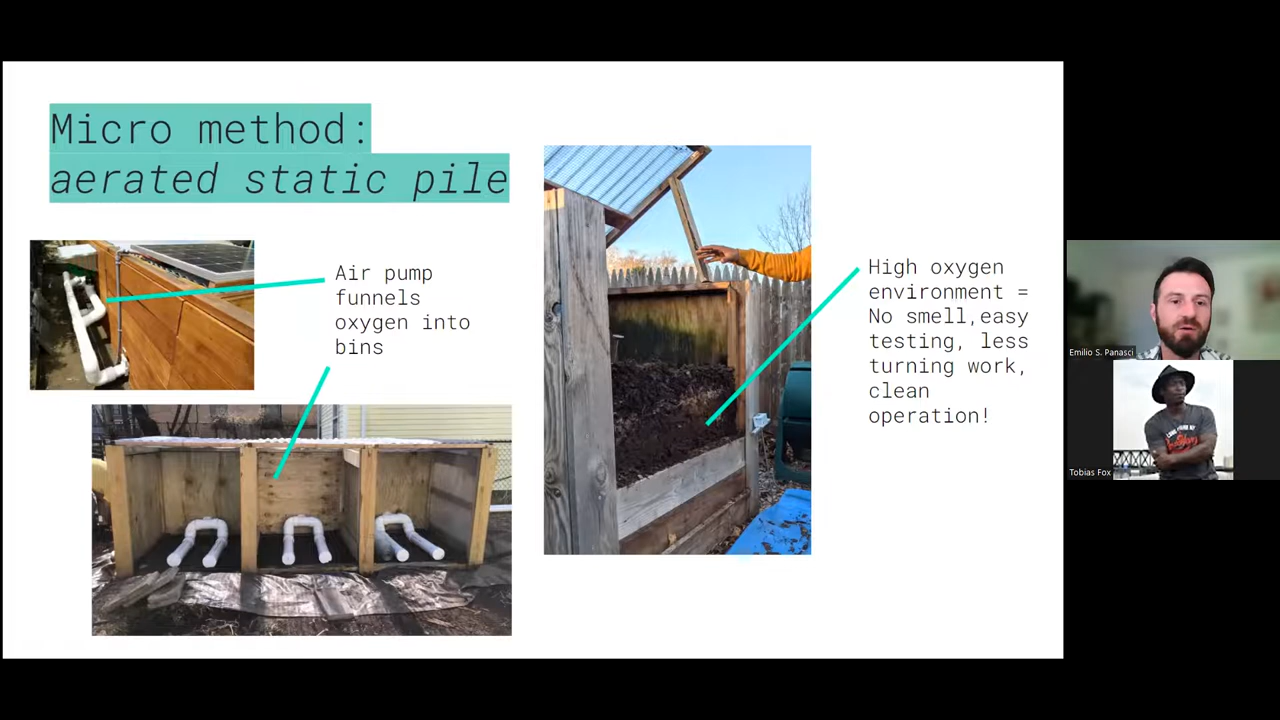 Micro method:
aerated static pile
Air pump
funnels
oxygen into
bins
High oxygen
environment =
No smell,easy
testing, less
turning work,
clean
operation!
Emilio S. Panasci
Tobias Fox